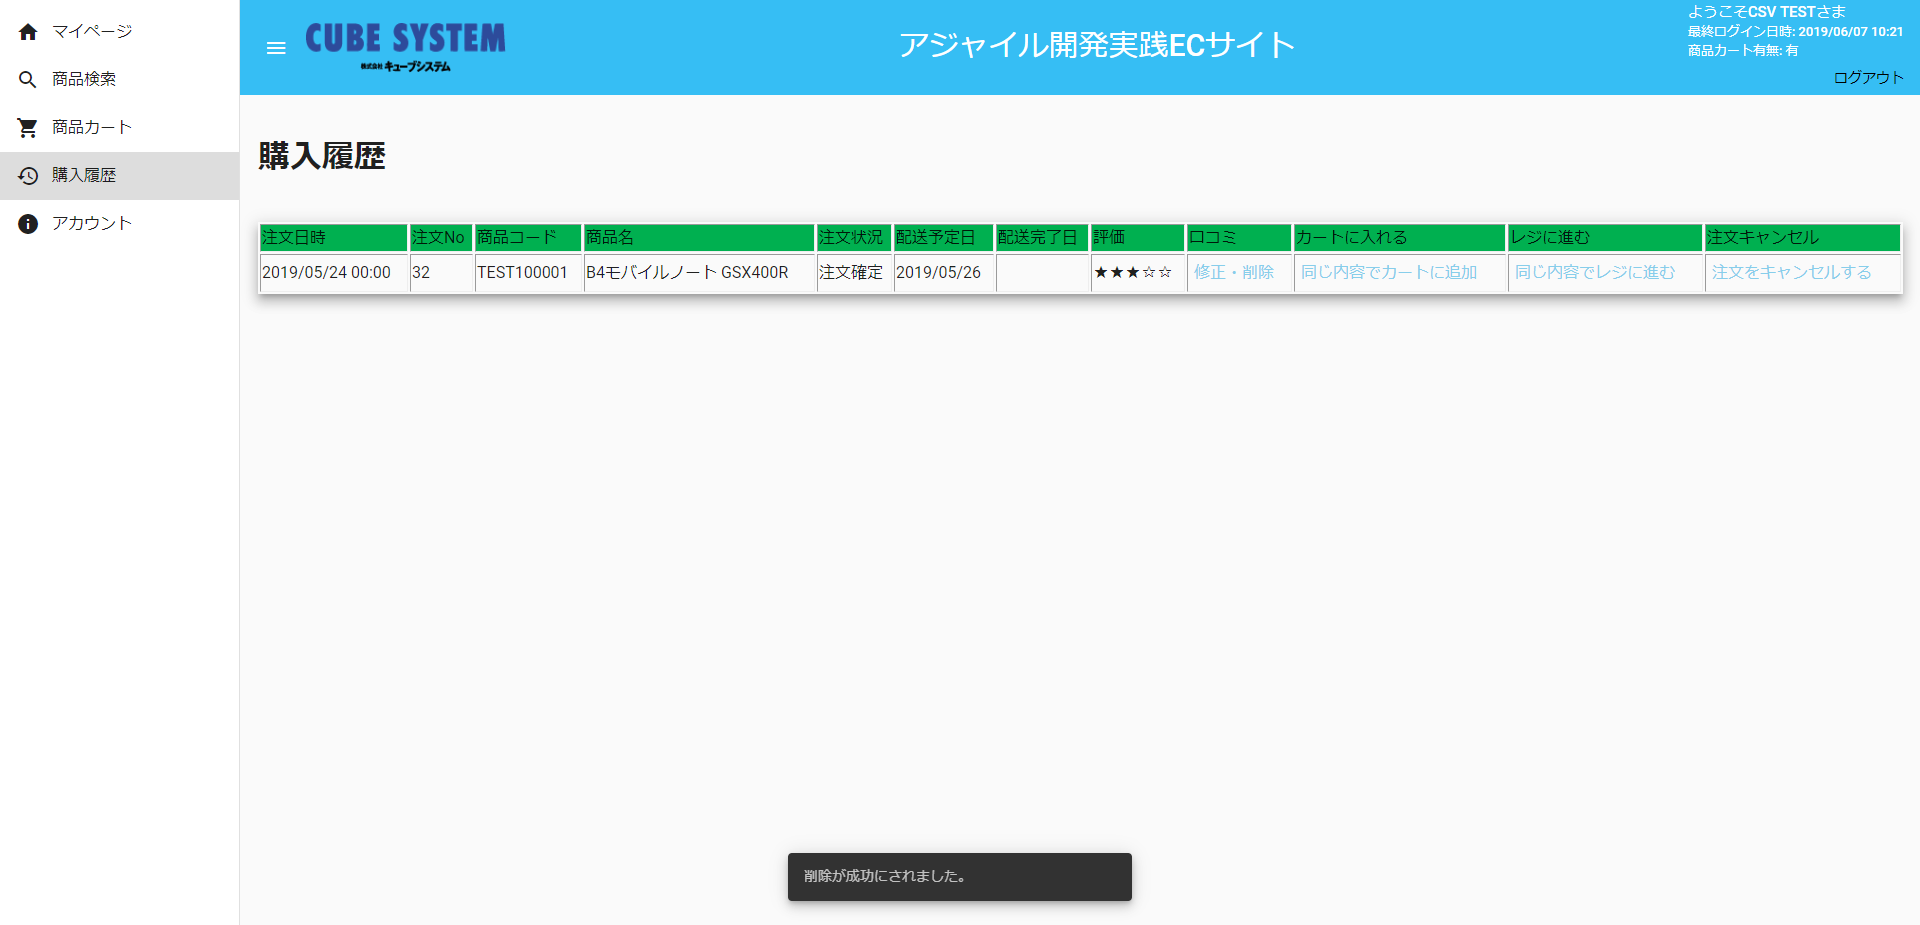 マイページ
商品検索
商品カート
購入履歴
アカウント
CUBE SYSTEM
株式会社 キューブシステム
アジャイル開発実践ECサイト
ようこそCSV TESTさま
最終ログイン日時: 2019/06/07 10:21
商品カート有無: 有
ログアウト
購入履歴
注文日時 注文No 商品コード 商品名 注文状況 配送予定日 配送完了日 評価 口コミ カートに入れる レジに進む 注文キャンセル
2019/05/24 00:00 32 TEST100001 B4モバイルノート GSX400R 注文確定 2019/05/26 ★★★☆☆ 修正・削除 同じ内容でカートに追加 同じ内容でレジに進む 注文をキャンセルする
削除が成功にされました。